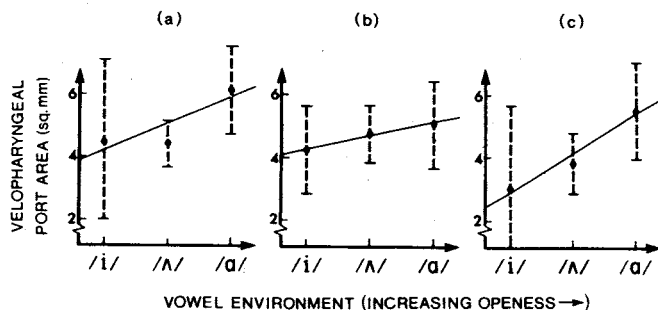 (a) (b) (c)
VELOPHARYNGEAL
PORT AREA (sq.mm)
6 6 6
4 4 4
2 2 2
/i/ /ʌ/ /ɑ/ /i/ /ʌ/ /ɑ/ /i/ /ʌ/ /ɑ/
VOWEL ENVIRONMENT (INCREASING OPENESS→)